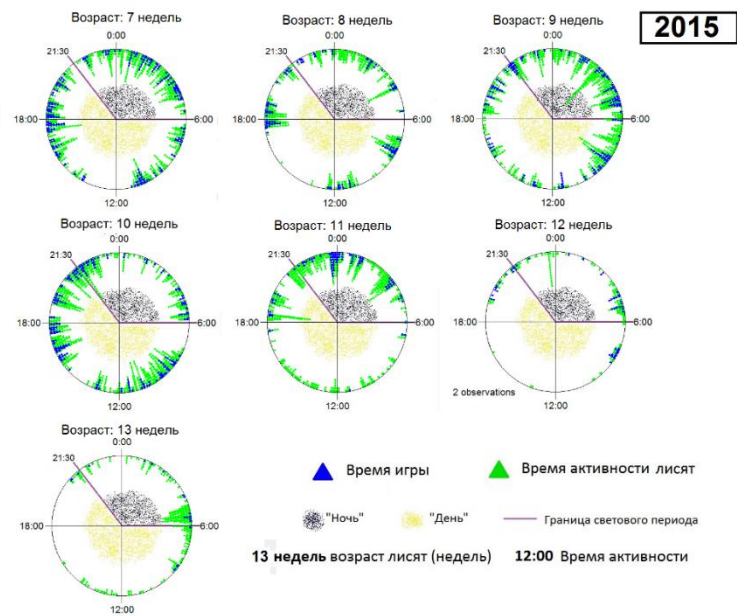 2015
Возраст: 7 недель
0:00
21:30
18:00
6:00
12:00
Возраст: 8 недель
0:00
21:30
18:00
6:00
12:00
Возраст: 9 недель
0:00
21:30
18:00
6:00
12:00
Возраст: 10 недель
0:00
21:30
18:00
6:00
12:00
Возраст: 11 недель
0:00
21:30
18:00
6:00
12:00
Возраст: 12 недель
0:00
21:30
18:00
6:00
2 observations
12:00
Возраст: 13 недель
0:00
21:30
18:00
6:00
12:00
Время игры
Время активности лисят
"Ночь"
"День"
Граница светового периода
13 недель возраст лисят (недель)
12:00 Время активности